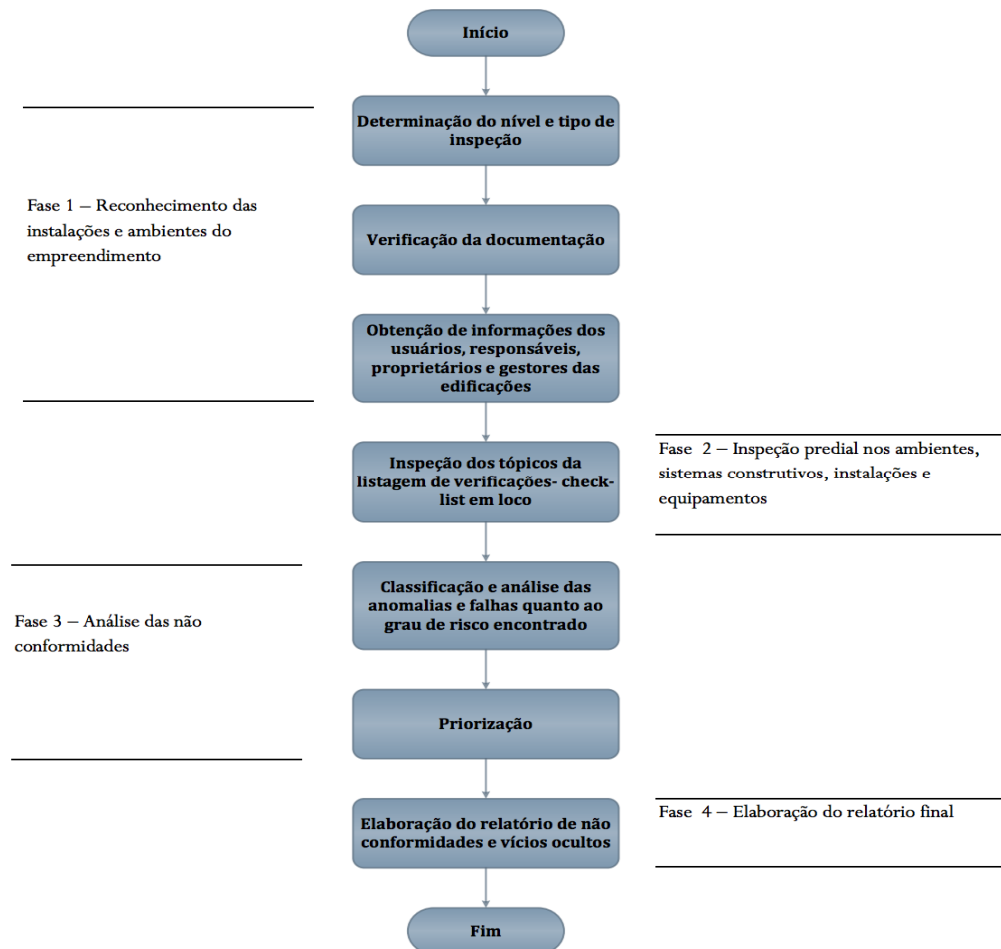 Início
Determinação do nível e tipo de
inspeção
Fase 1 – Reconhecimento das
instalações e ambientes do
empreendimento
Verificação da documentação
Obtenção de informações dos
usuários, responsáveis,
proprietários e gestores das
edificações
Inspeção dos tópicos da
listagem de verificações- check-
list em loco
Fase 2 – Inspeção predial nos ambientes,
sistemas construtivos, instalações e
equipamentos
Classificação e análise das
anomalias e falhas quanto ao
grau de risco encontrado
Fase 3 – Análise das não
conformidades
Priorização
Elaboração do relatório de não
conformidades e vícios ocultos
Fase 4 – Elaboração do relatório final
Fim